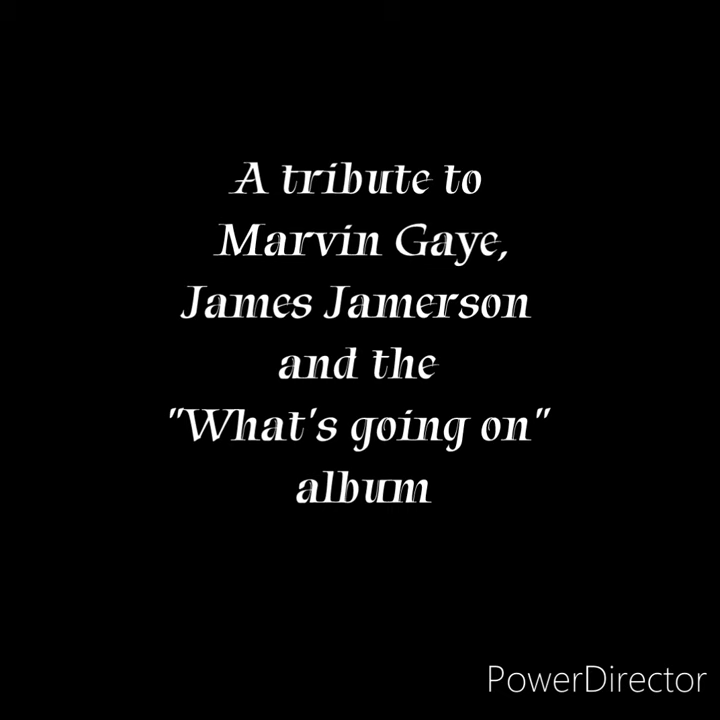 A tribute to
Marvin Gaye,
James Jamerson
and the
"What's going on"
album
PowerDirector